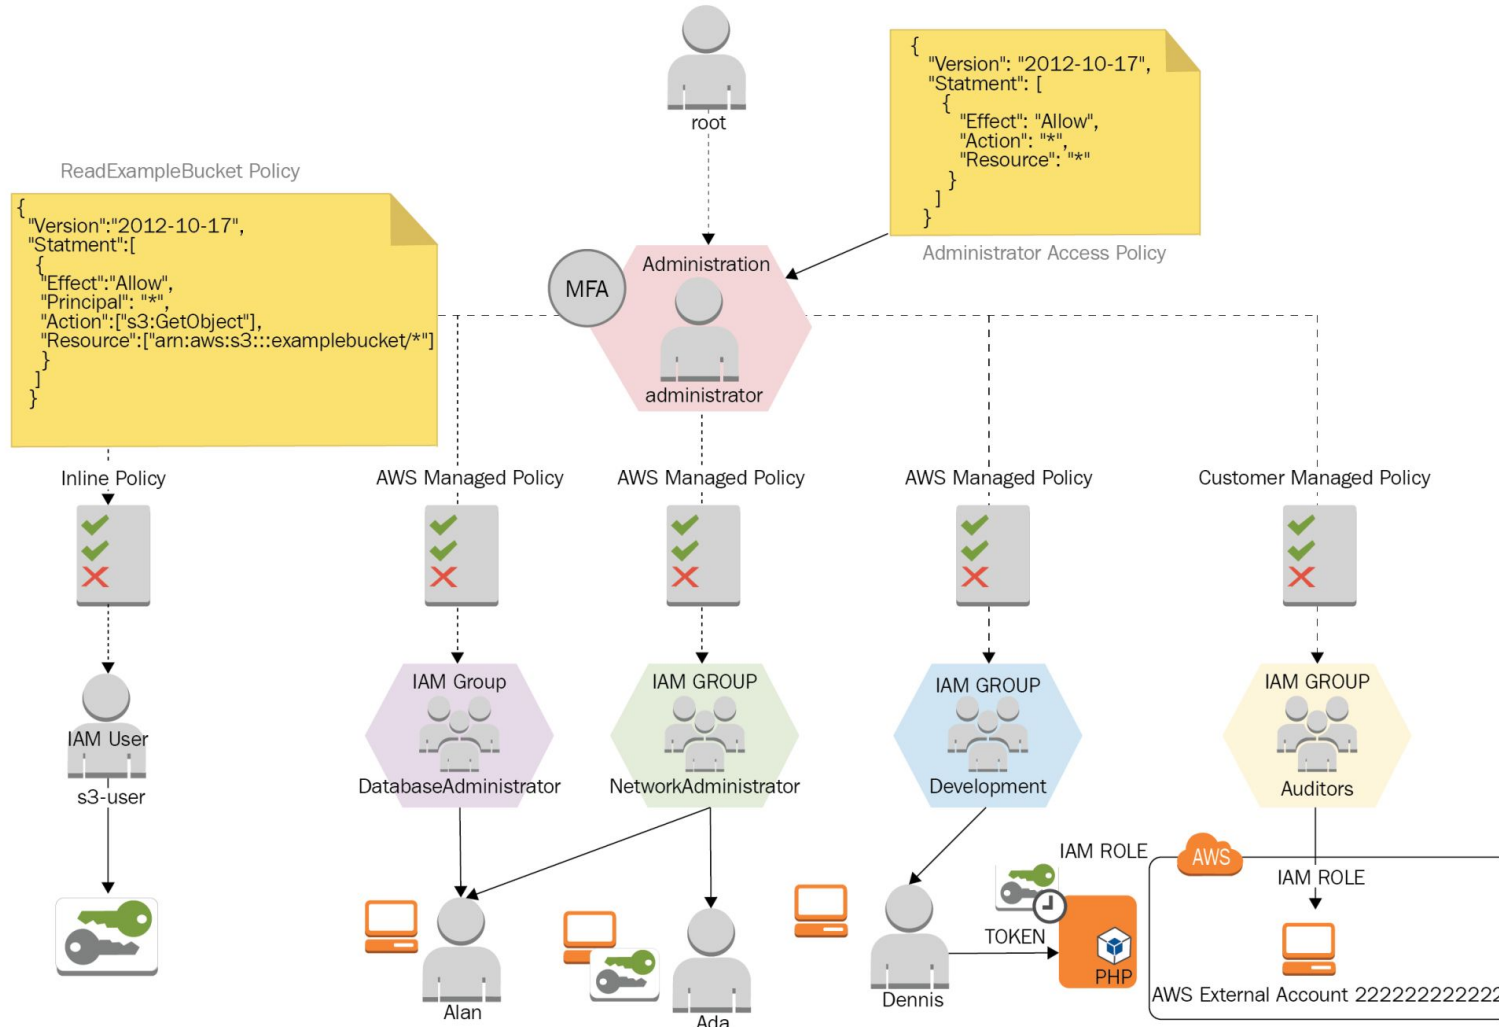 root
{
"Version": "2012-10-17",
"Statment": [
{
"Effect": "Allow",
"Action": "*",
"Resource": "*"
}
]
}
Administrator Access Policy
ReadExampleBucket Policy
{
"Version":"2012-10-17",
"Statment":[
{
"Effect":"Allow",
"Principal": "*",
"Action":["s3:GetObject"],
"Resource":["arn:aws:s3:::examplebucket/*"]
}
]
}
MFA
Administration
administrator
Inline Policy
AWS Managed Policy
AWS Managed Policy
AWS Managed Policy
Customer Managed Policy
IAM User
s3-user
IAM Group
DatabaseAdministrator
IAM GROUP
NetworkAdministrator
IAM GROUP
Development
IAM GROUP
Auditors
Alan
Ada
Dennis
TOKEN
IAM ROLE
PHP
AWS
IAM ROLE
AWS External Account 222222222222